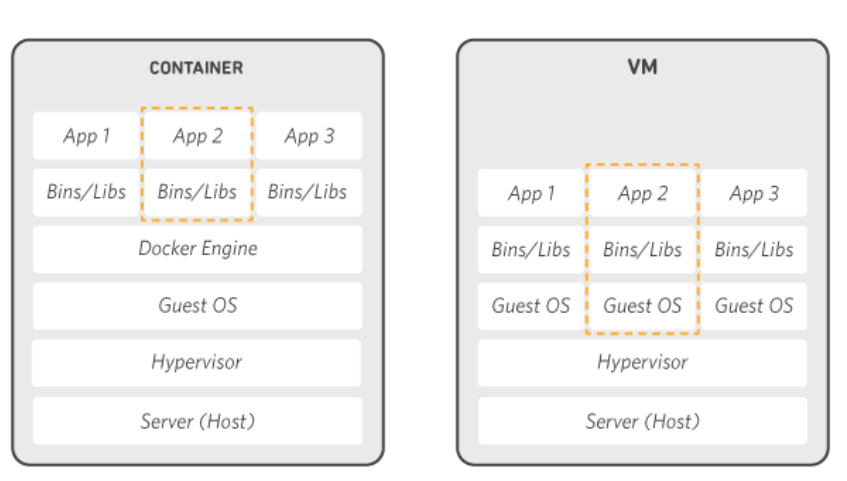 CONTAINER
App 1 App 2 App 3
Bins/Libs Bins/Libs Bins/Libs
Docker Engine
Guest OS
Hypervisor
Server (Host)
VM
App 1 App 2 App 3
Bins/Libs Bins/Libs Bins/Libs
Guest OS Guest OS Guest OS
Hypervisor
Server (Host)